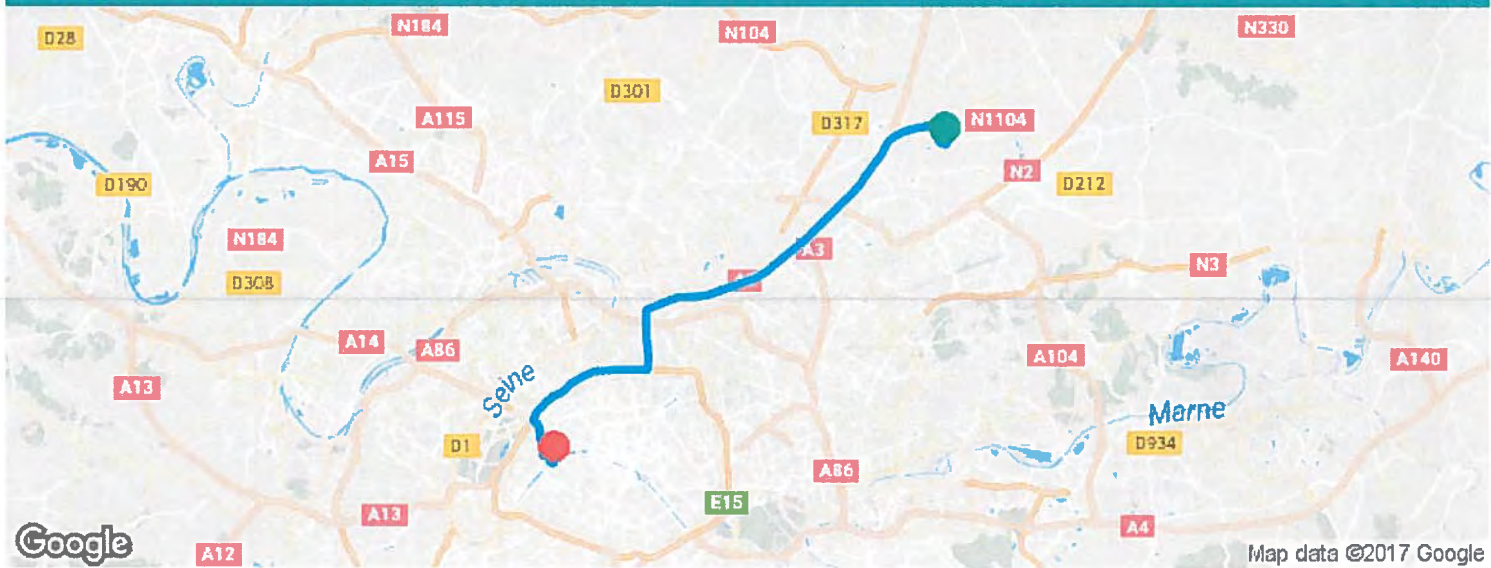 N184
N104
N330
D28
D301
A115
D317
N1104
A15
N2
D190
D212
N184
A3
N3
D308
A14
A86
A104
A140
A13
Seine
Marne
D1
D934
A86
E15
A13
A4
A12
Google
Map data ©2017 Google